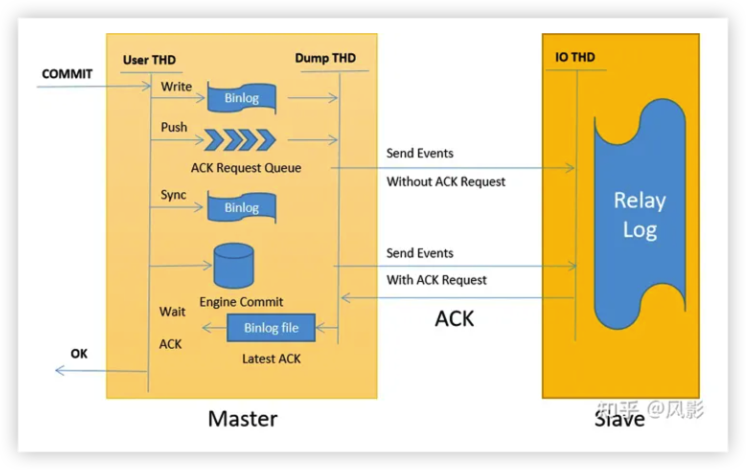 User THD
Dump THD
IO THD
COMMIT
Write
Binlog
Push
ACK Request Queue
Send Events
Without ACK Request
Sync
Binlog
Relay
Log
Send Events
With ACK Request
Engine Commit
Wait
ACK
Binlog file
Latest ACK
ACK
OK
Master
Slave
知乎 @风影